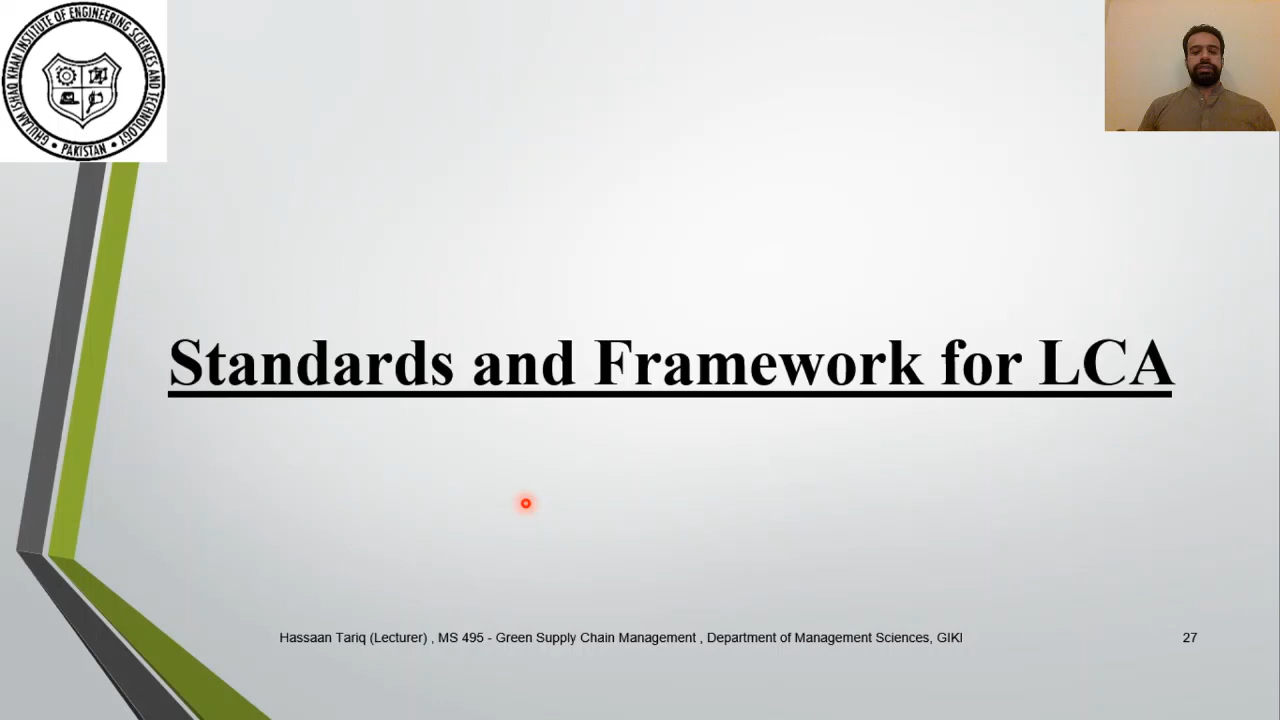 GHULAM ISHAQ KHAN INSTITUTE OF ENGINEERING SCIENCES AND TECHNOLOGY
• PAKISTAN •
Standards and Framework for LCA
Hassaan Tariq (Lecturer) , MS 495 - Green Supply Chain Management , Department of Management Sciences, GIKI
27